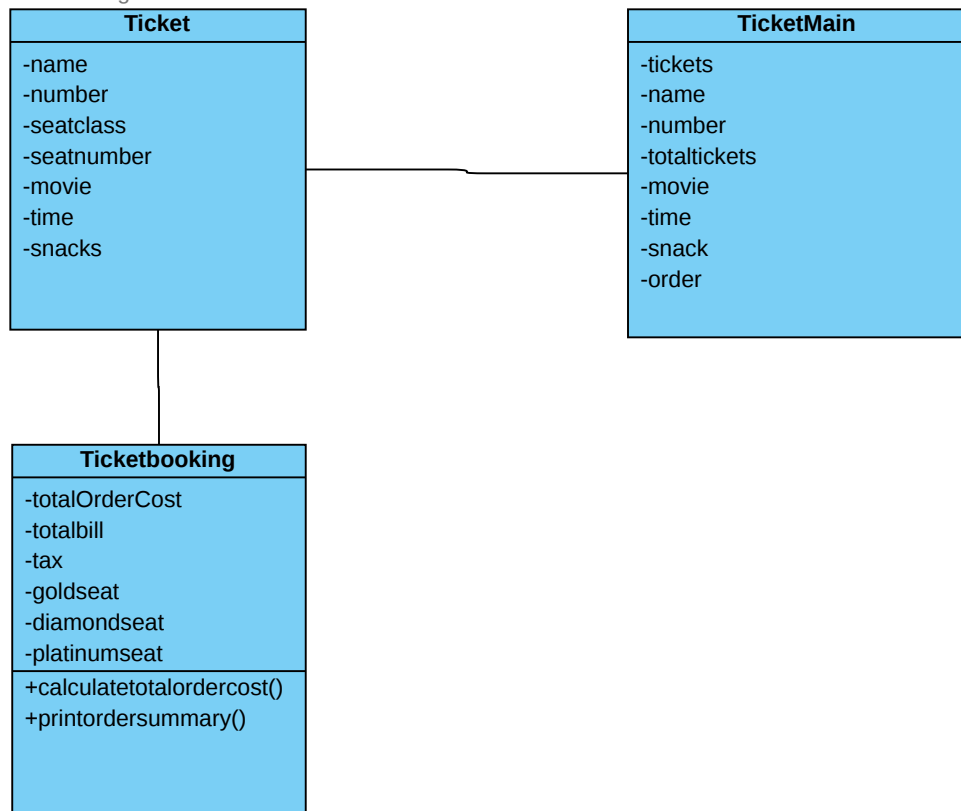 Ticket
-name
-number
-seatclass
-seatnumber
-movie
-time
-snacks
TicketMain
-tickets
-name
-number
-totaltickets
-movie
-time
-snack
-order
Ticketbooking
-totalOrderCost
-totalbill
-tax
-goldseat
-diamondseat
-platinumseat
+calculatetotalordercost()
+printordersummary()